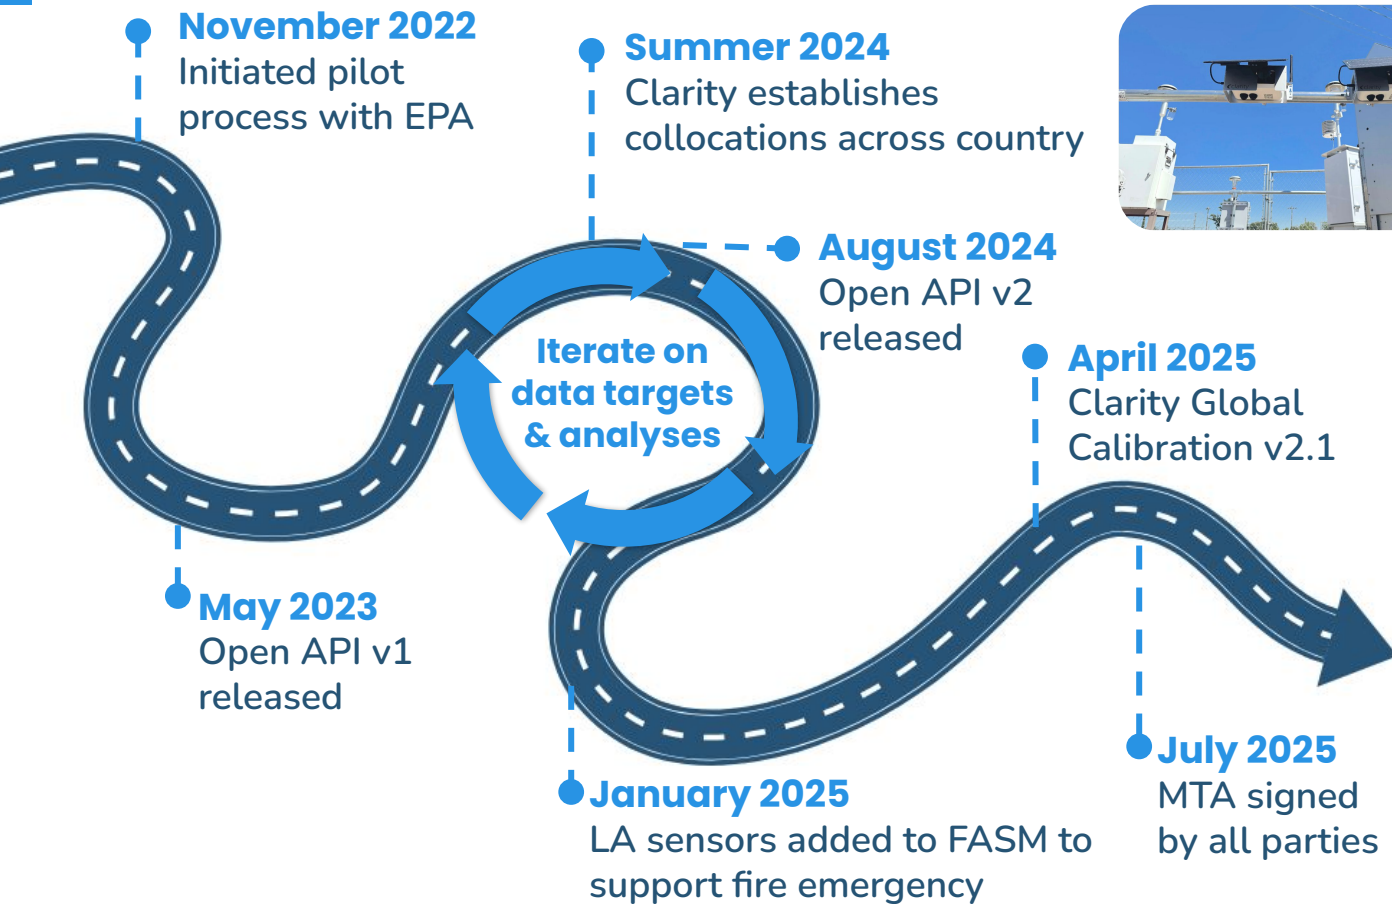 November 2022
Initiated pilot
process with EPA
Summer 2024
Clarity establishes
collocations across country
August 2024
Open API v2
released
Iterate on
data targets
& analyses
April 2025
Clarity Global
Calibration v2.1
May 2023
Open API v1
released
January 2025
LA sensors added to FASM to
support fire emergency
July 2025
MTA signed
by all parties